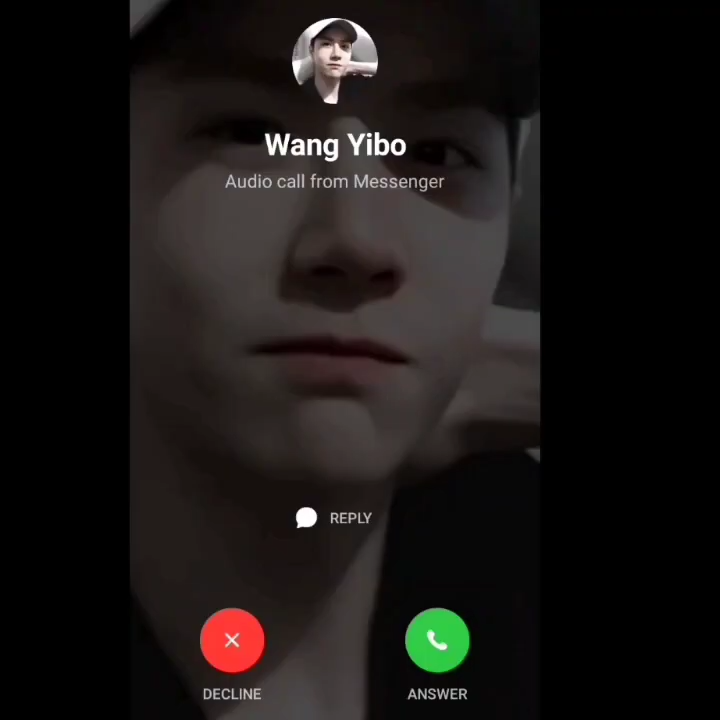 Wang Yibo
Audio call from Messenger
REPLY
DECLINE
ANSWER